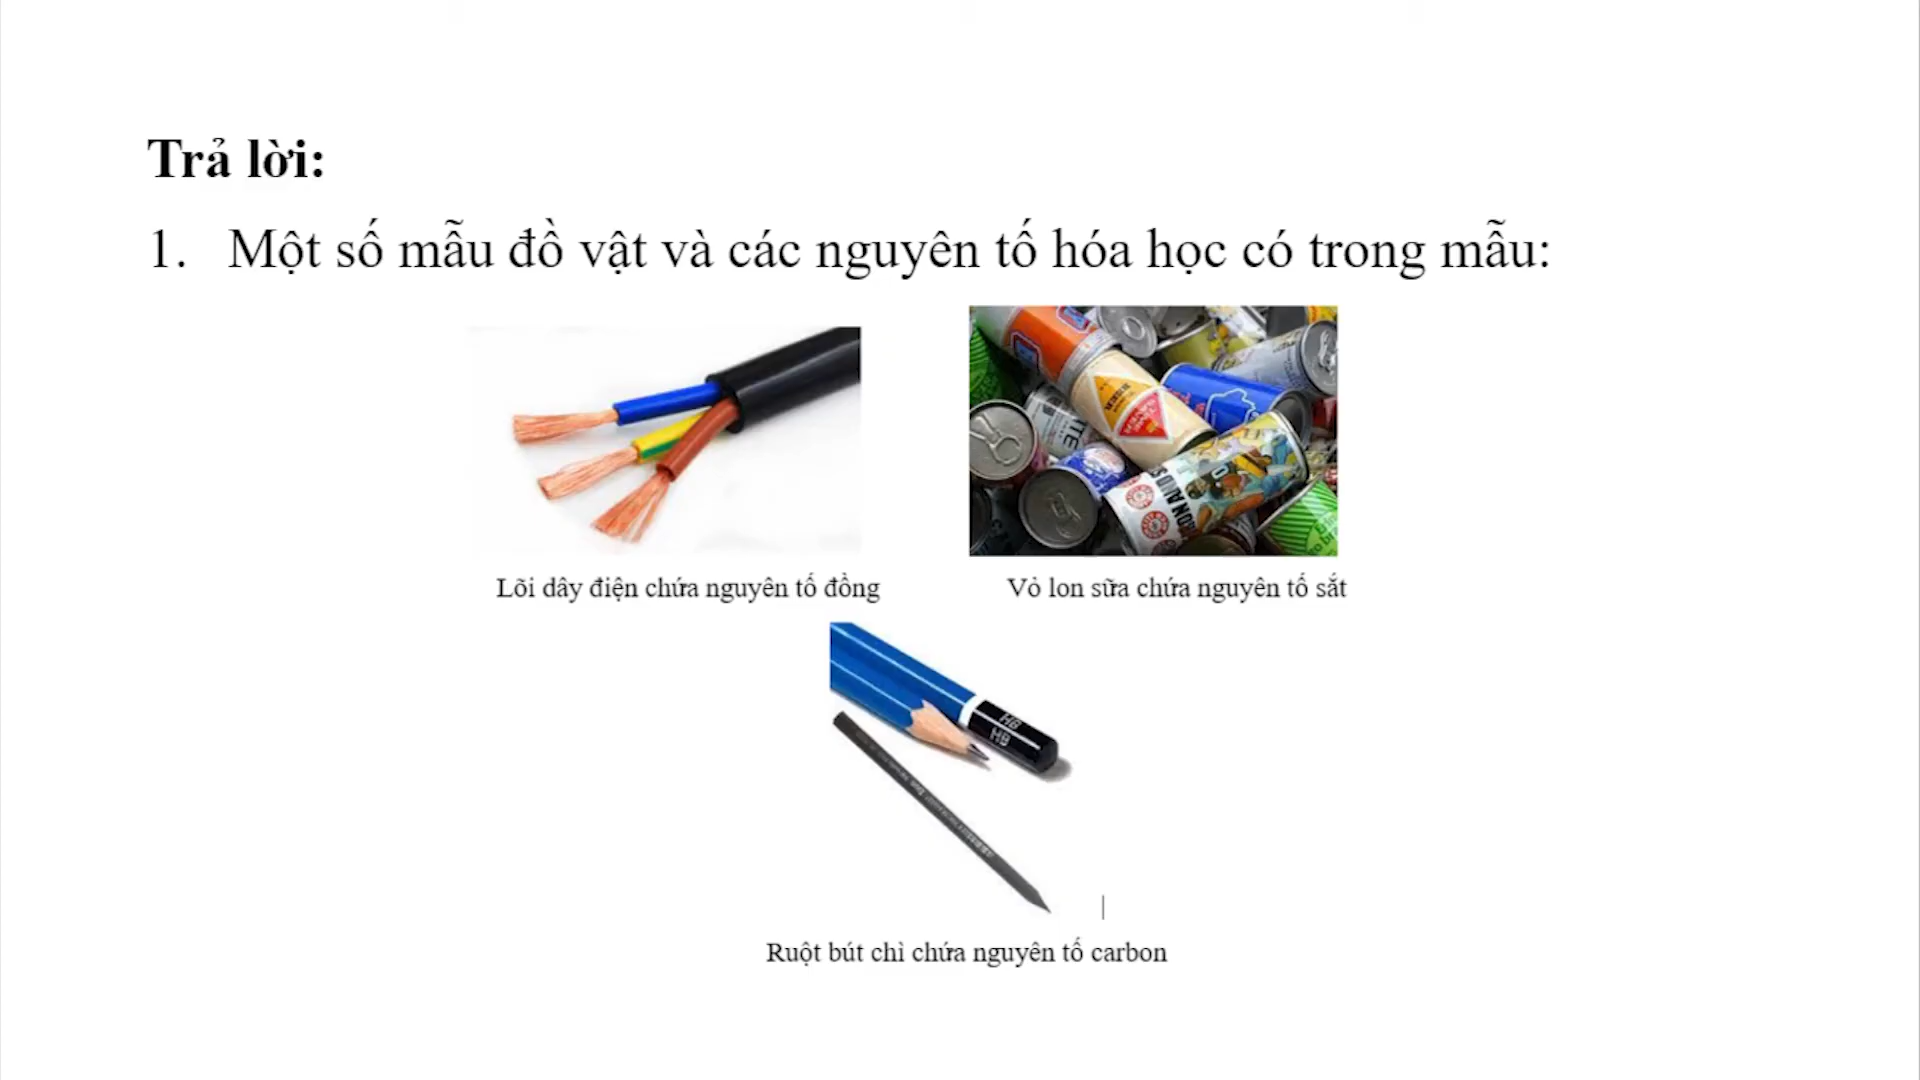 Trả lời:
1. Một số mẫu đồ vật và các nguyên tố hóa học có trong mẫu:
Lõi dây điện chứa nguyên tố đồng
Vỏ lon sữa chứa nguyên tố sắt
HB
HB
Ruột bút chì chứa nguyên tố carbon